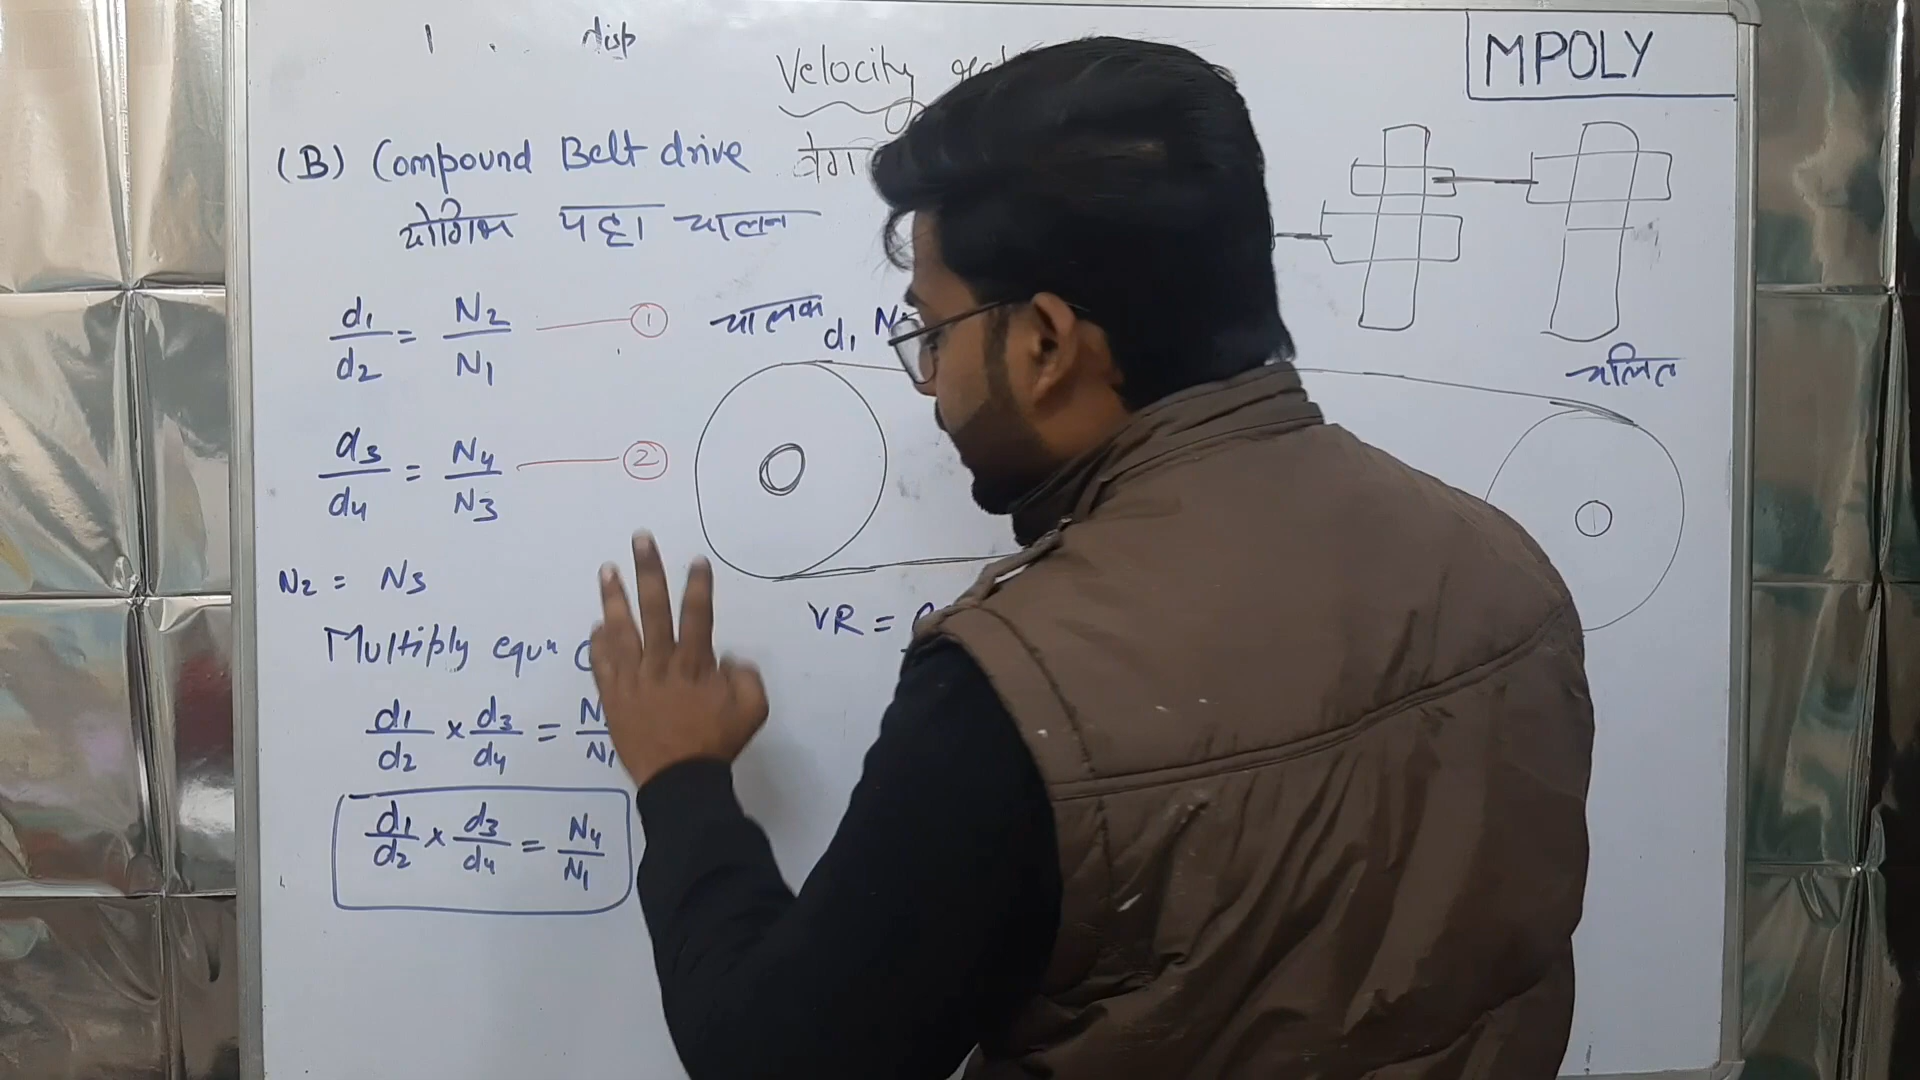 disp
Velocity
MPOLY
(B) Compound Belt drive वेग
योगिक पट्टा चालन
d1/d2 = N2/N1 ——— ①
चालक d1 N
चलित
d3/d4 = N4/N3 ——— ②
N2 = N3
VR =
Multiply equn
d1/d2 × d3/d4 = N/N1
d1/d2 × d3/d4 = N4/N1